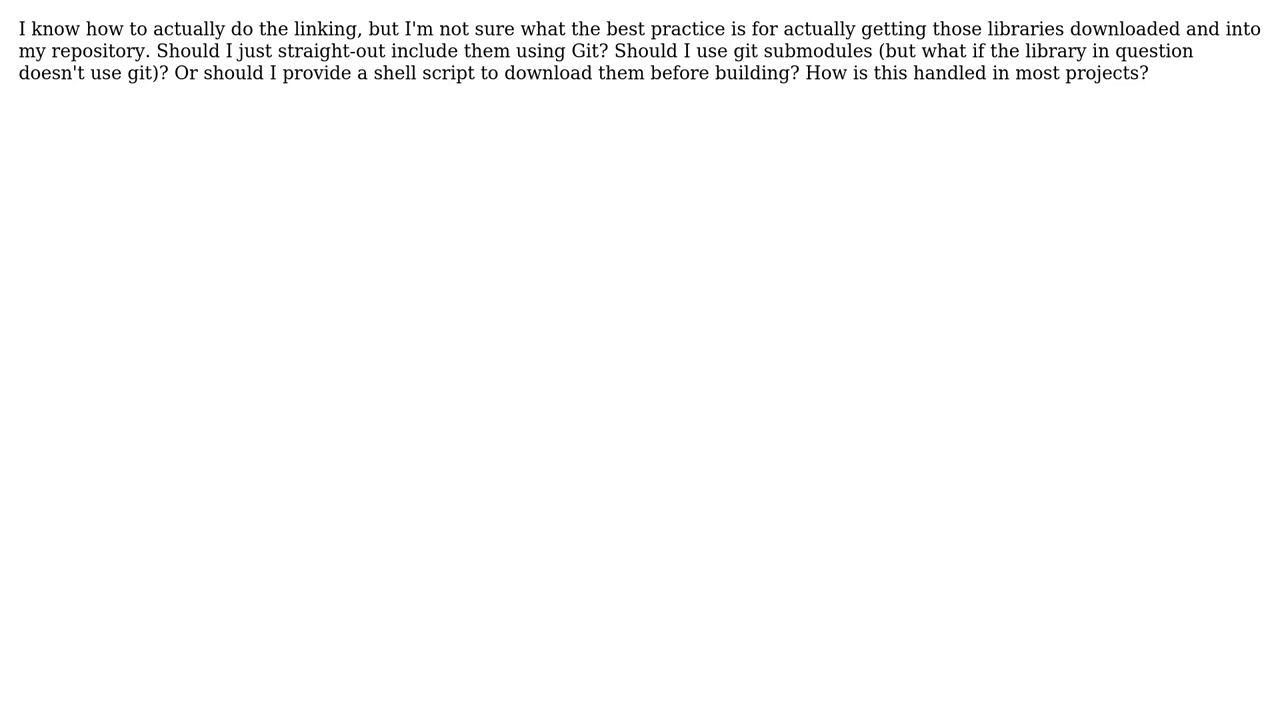 I know how to actually do the linking, but I'm not sure what the best practice is for actually getting those libraries downloaded and into
my repository. Should I just straight-out include them using Git? Should I use git submodules (but what if the library in question
doesn't use git)? Or should I provide a shell script to download them before building? How is this handled in most projects?